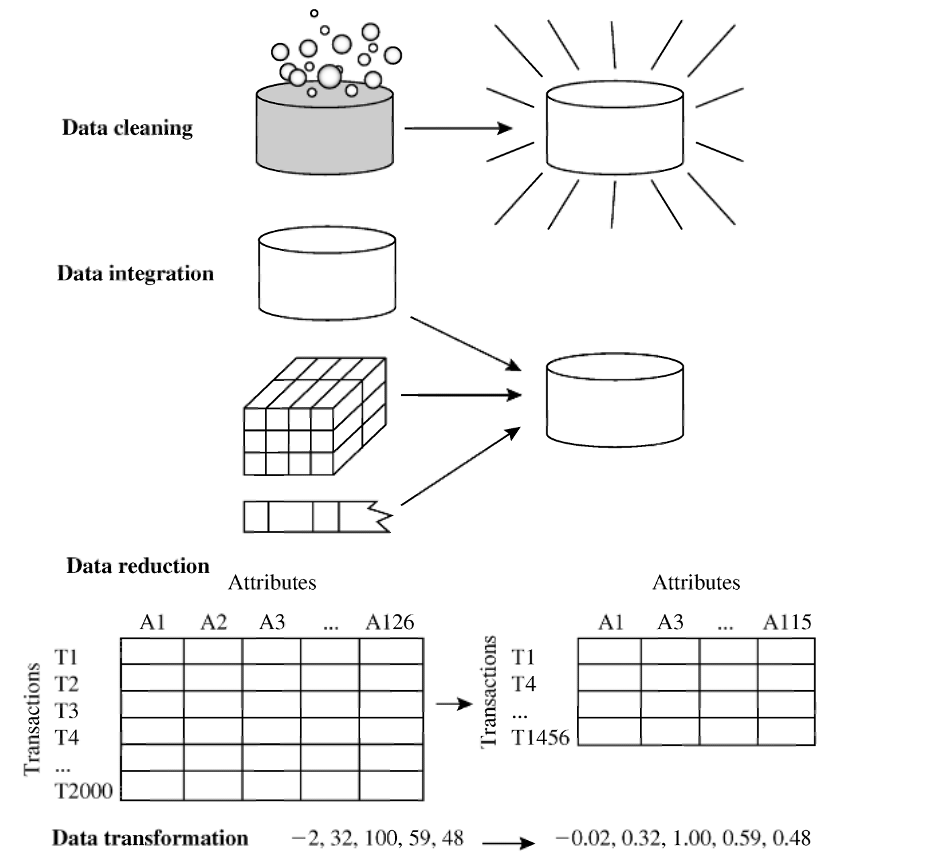 Data cleaning
Data integration
Data reduction
Attributes
A1 A2 A3 ... A126
Transactions
T1
T2
T3
T4
...
T2000
Attributes
A1 A3 ... A115
Transactions
T1
T4
...
T1456
Data transformation −2, 32, 100, 59, 48 −0.02, 0.32, 1.00, 0.59, 0.48